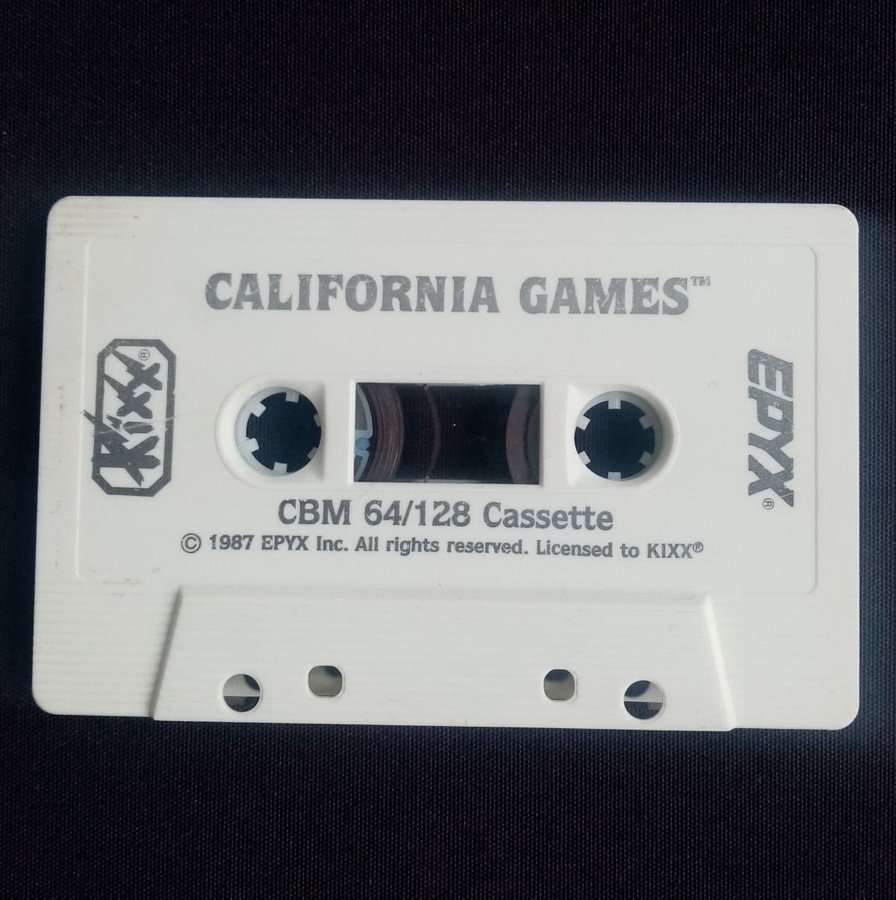 CALIFORNIA GAMES™
Kixx®
EPYX®
CBM 64/128 Cassette
© 1987 EPYX Inc. All rights reserved. Licensed to KIXX®